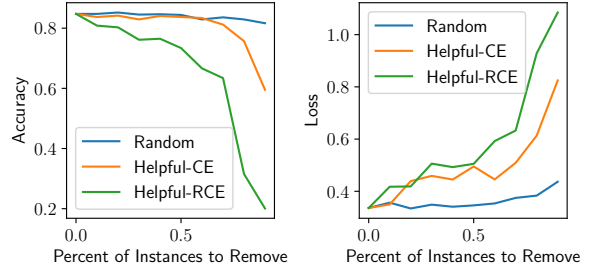 Accuracy
0.8
0.6
0.4
0.2
Random
Helpful-CE
Helpful-RCE
0.0
0.5
Percent of Instances to Remove
Loss
1.0
0.8
0.6
0.4
Random
Helpful-CE
Helpful-RCE
0.0
0.5
Percent of Instances to Remove